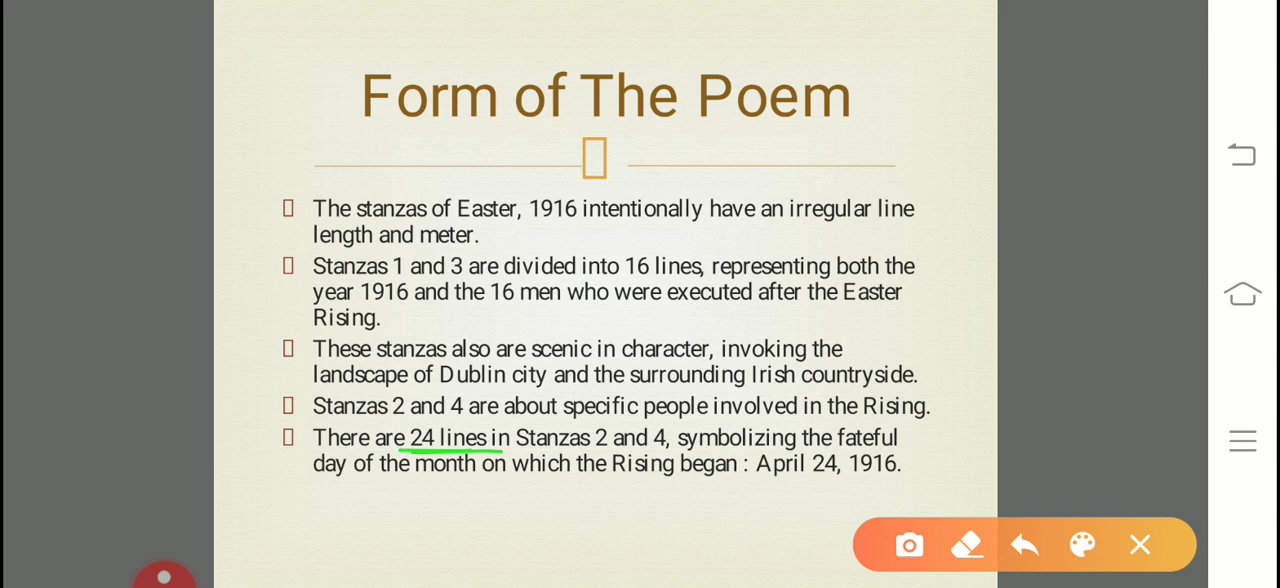 Form of The Poem
The stanzas of Easter, 1916 intentionally have an irregular line
length and meter.
Stanzas 1 and 3 are divided into 16 lines, representing both the
year 1916 and the 16 men who were executed after the Easter
Rising.
These stanzas also are scenic in character, invoking the
landscape of Dublin city and the surrounding Irish countryside.
Stanzas 2 and 4 are about specific people involved in the Rising.
There are 24 lines in Stanzas 2 and 4, symbolizing the fateful
day of the month on which the Rising began : April 24, 1916.